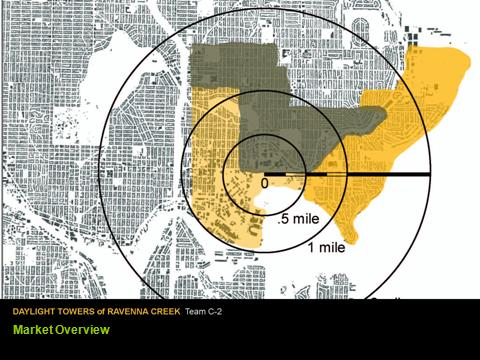 0
.5 mile
1 mile
DAYLIGHT TOWERS of RAVENNA CREEK Team C-2
Market Overview